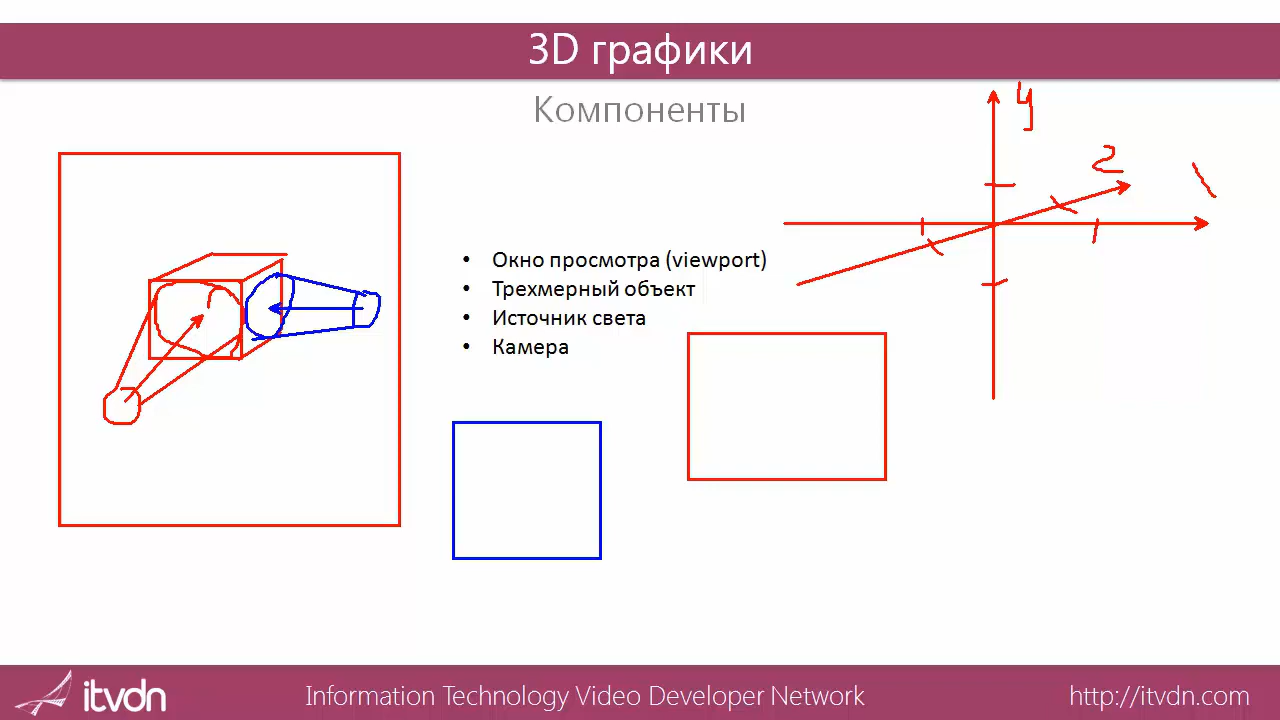 3D графики
Компоненты
y
z
• Окно просмотра (viewport)
• Трехмерный объект
• Источник света
• Камера
itvdn
Information Technology Video Developer Network
http://itvdn.com